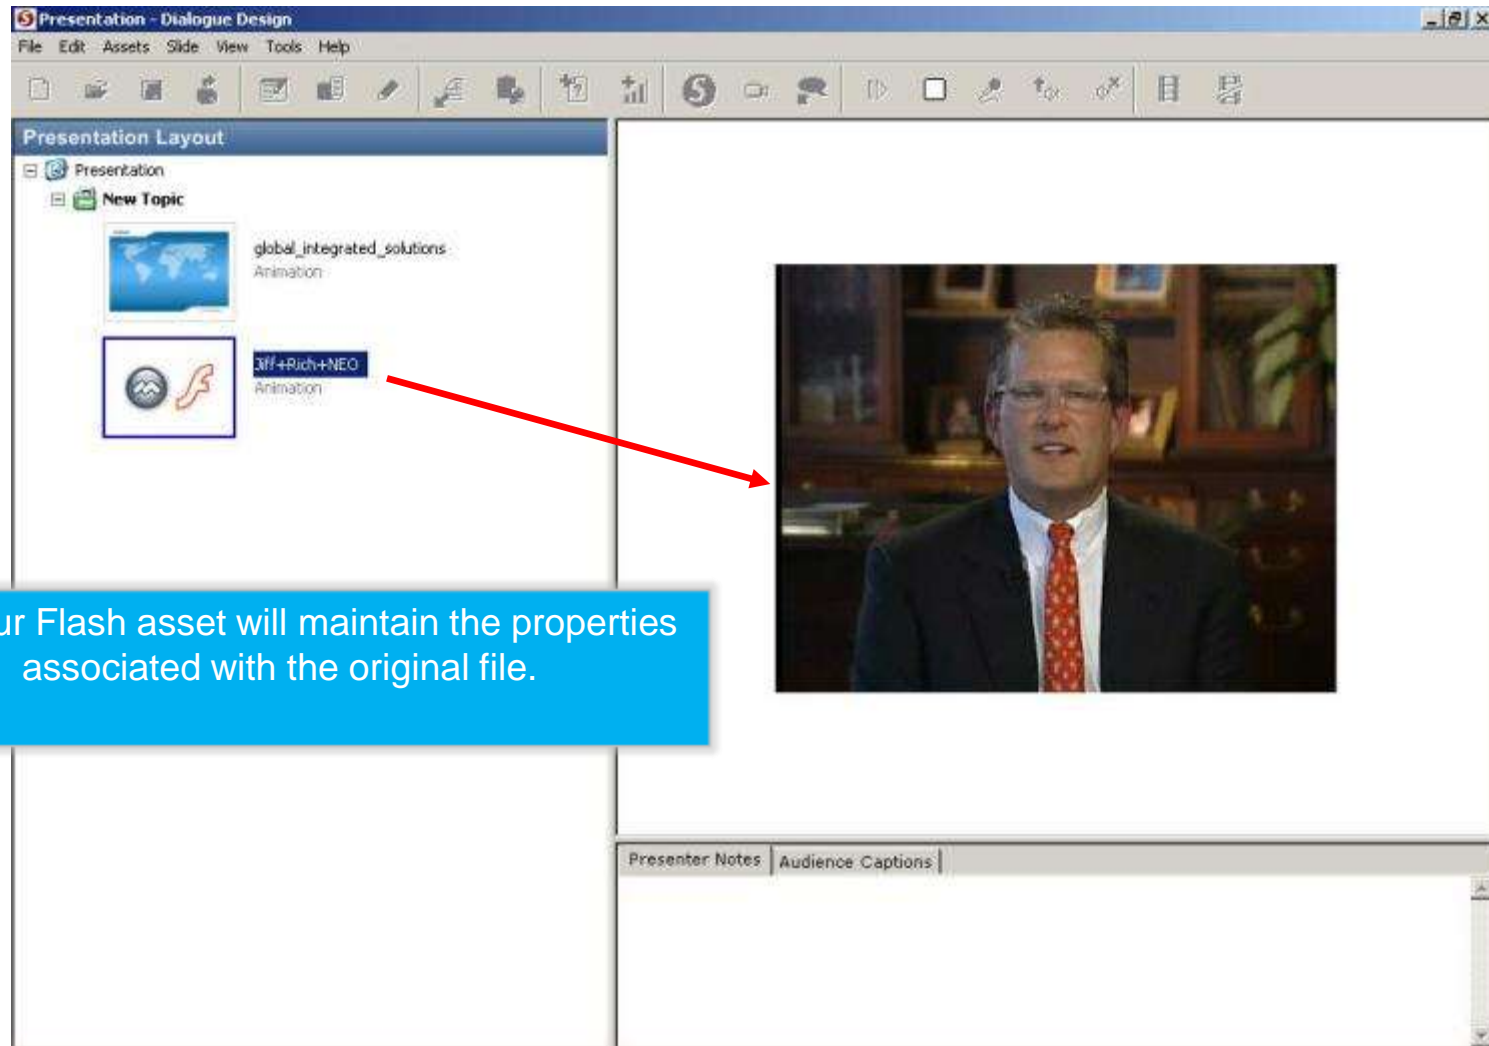 Presentation - Dialogue Design
File Edit Assets Slide View Tools Help
Presentation Layout
Presentation
New Topic
global_integrated_solutions
Animation
Jiff+Rich+NEO
Animation
ur Flash asset will maintain the properties
associated with the original file.
Presenter Notes Audience Captions